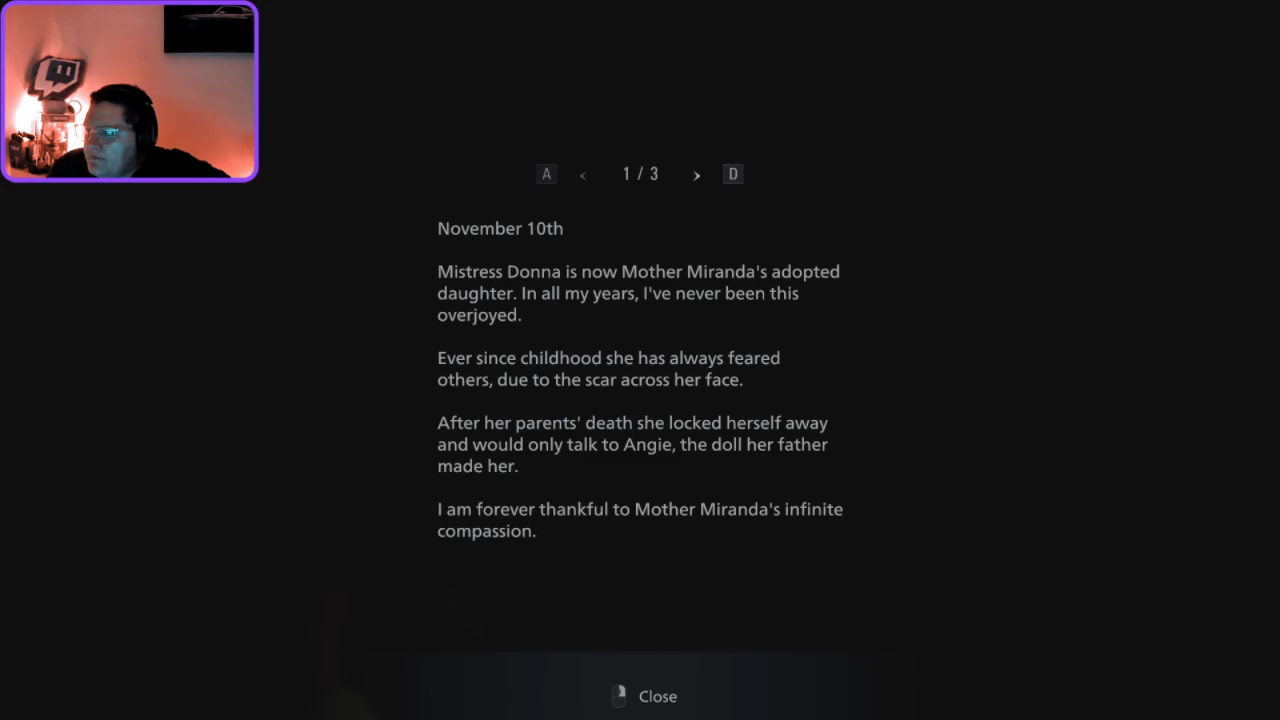 A < 1 / 3 > D
November 10th
Mistress Donna is now Mother Miranda's adopted
daughter. In all my years, I've never been this
overjoyed.
Ever since childhood she has always feared
others, due to the scar across her face.
After her parents' death she locked herself away
and would only talk to Angie, the doll her father
made her.
I am forever thankful to Mother Miranda's infinite
compassion.
Close